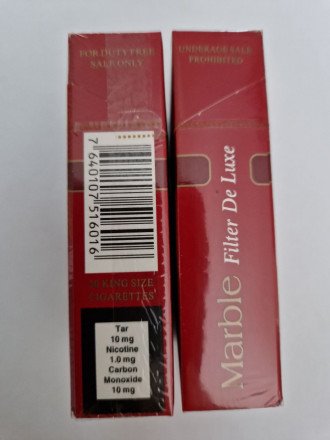 FOR DUTY FREE
SALE ONLY
7640107516016
20 KING SIZE
CIGARETTES
Tar
10 mg
Nicotine
1.0 mg
Carbon
Monoxide
10 mg
UNDERAGE SALE
PROHIBITED
Marble Filter De Luxe